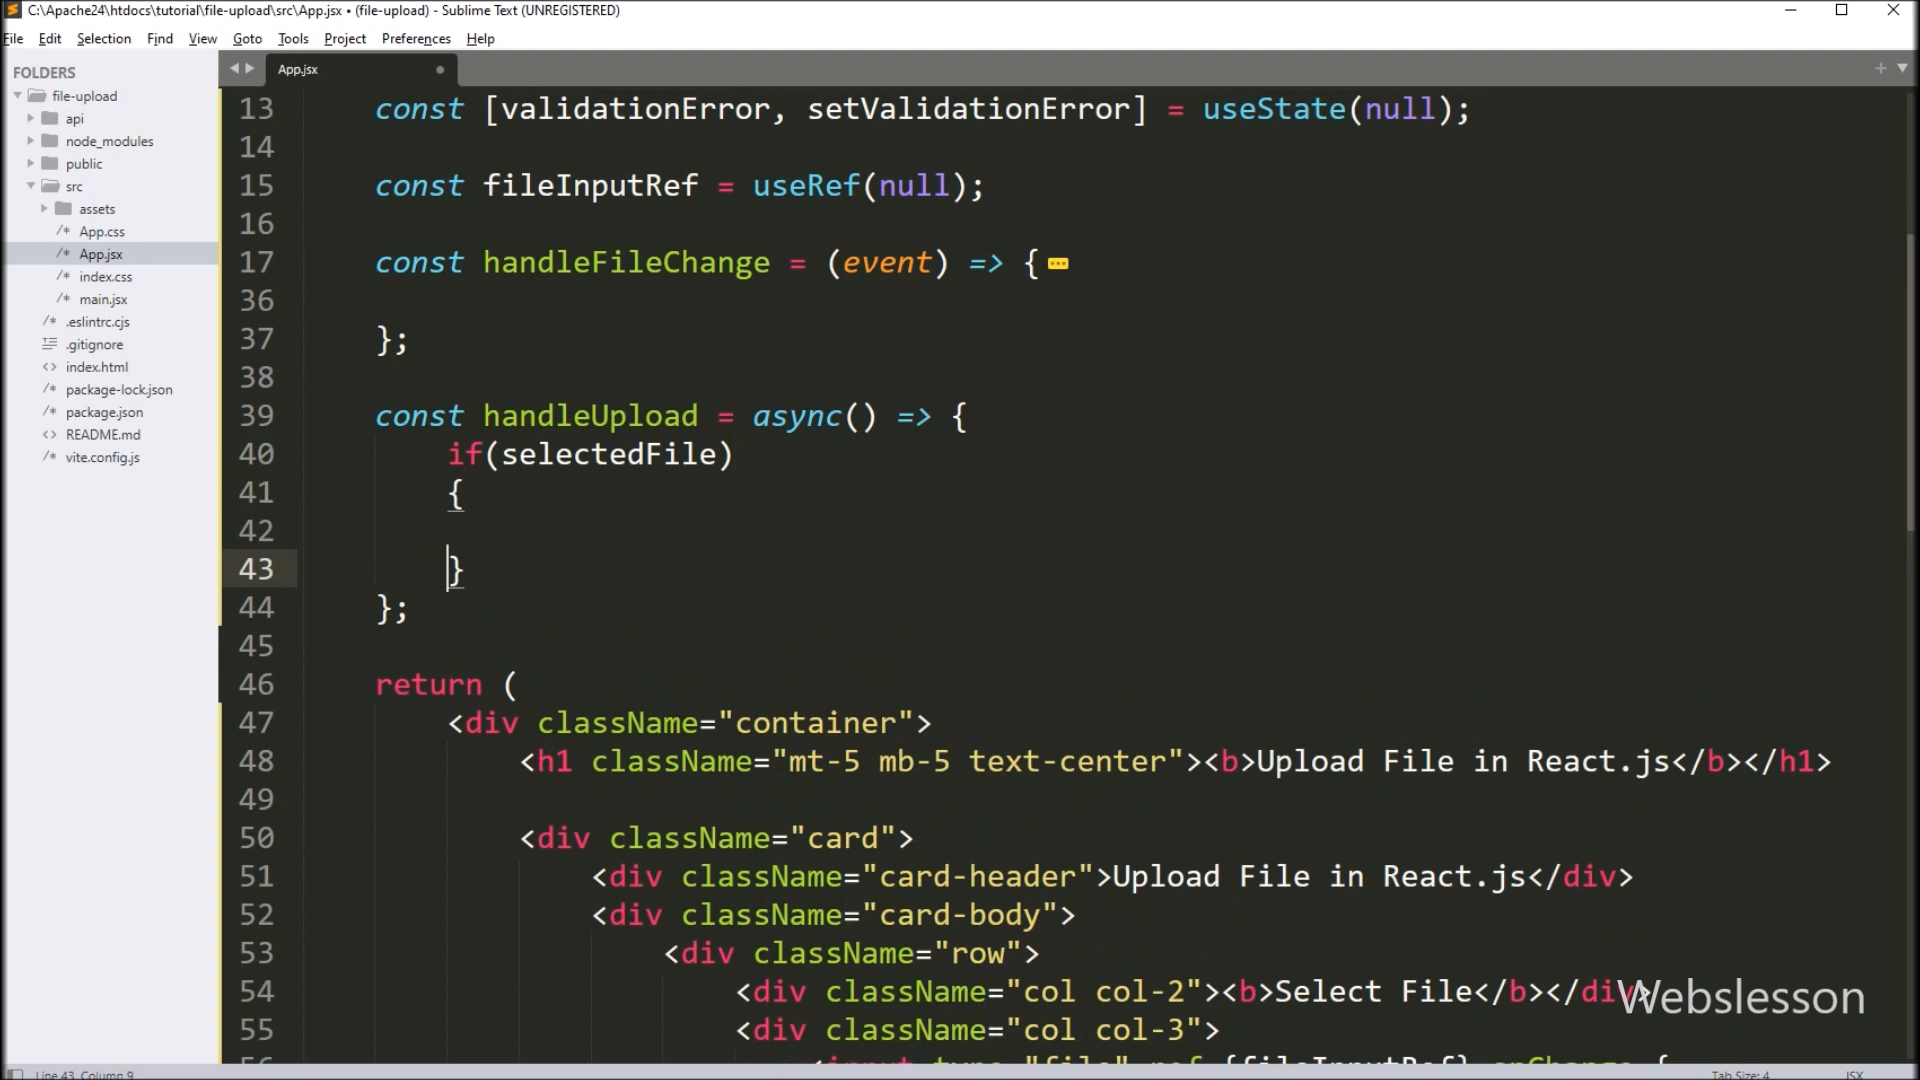 C:\Apache24\htdocs\tutorial\file-upload\src\App.jsx • (file-upload) - Sublime Text (UNREGISTERED)
File Edit Selection Find View Goto Tools Project Preferences Help
FOLDERS
file-upload
api
node_modules
public
src
assets
/* App.css
/* App.jsx
/* index.css
/* main.jsx
/* .eslintrc.cjs
.gitignore
<> index.html
/* package-lock.json
/* package.json
<> README.md
/* vite.config.js
App.jsx
13 const [validationError, setValidationError] = useState(null);
14
15 const fileInputRef = useRef(null);
16
17 const handleFileChange = (event) => {
36
37 };
38
39 const handleUpload = async() => {
40 if(selectedFile)
41 {
42
43 }
44 };
45
46 return (
47 <div className="container">
48 <h1 className="mt-5 mb-5 text-center"><b>Upload File in React.js</b></h1>
49
50 <div className="card">
51 <div className="card-header">Upload File in React.js</div>
52 <div className="card-body">
53 <div className="row">
54 <div className="col col-2"><b>Select File</b></div>
55 <div className="col col-3">
56 <input type="file" ref={fileInputRef} onChange={
Webslesson
Line 43, Column 9
Tab Size: 4
JSX